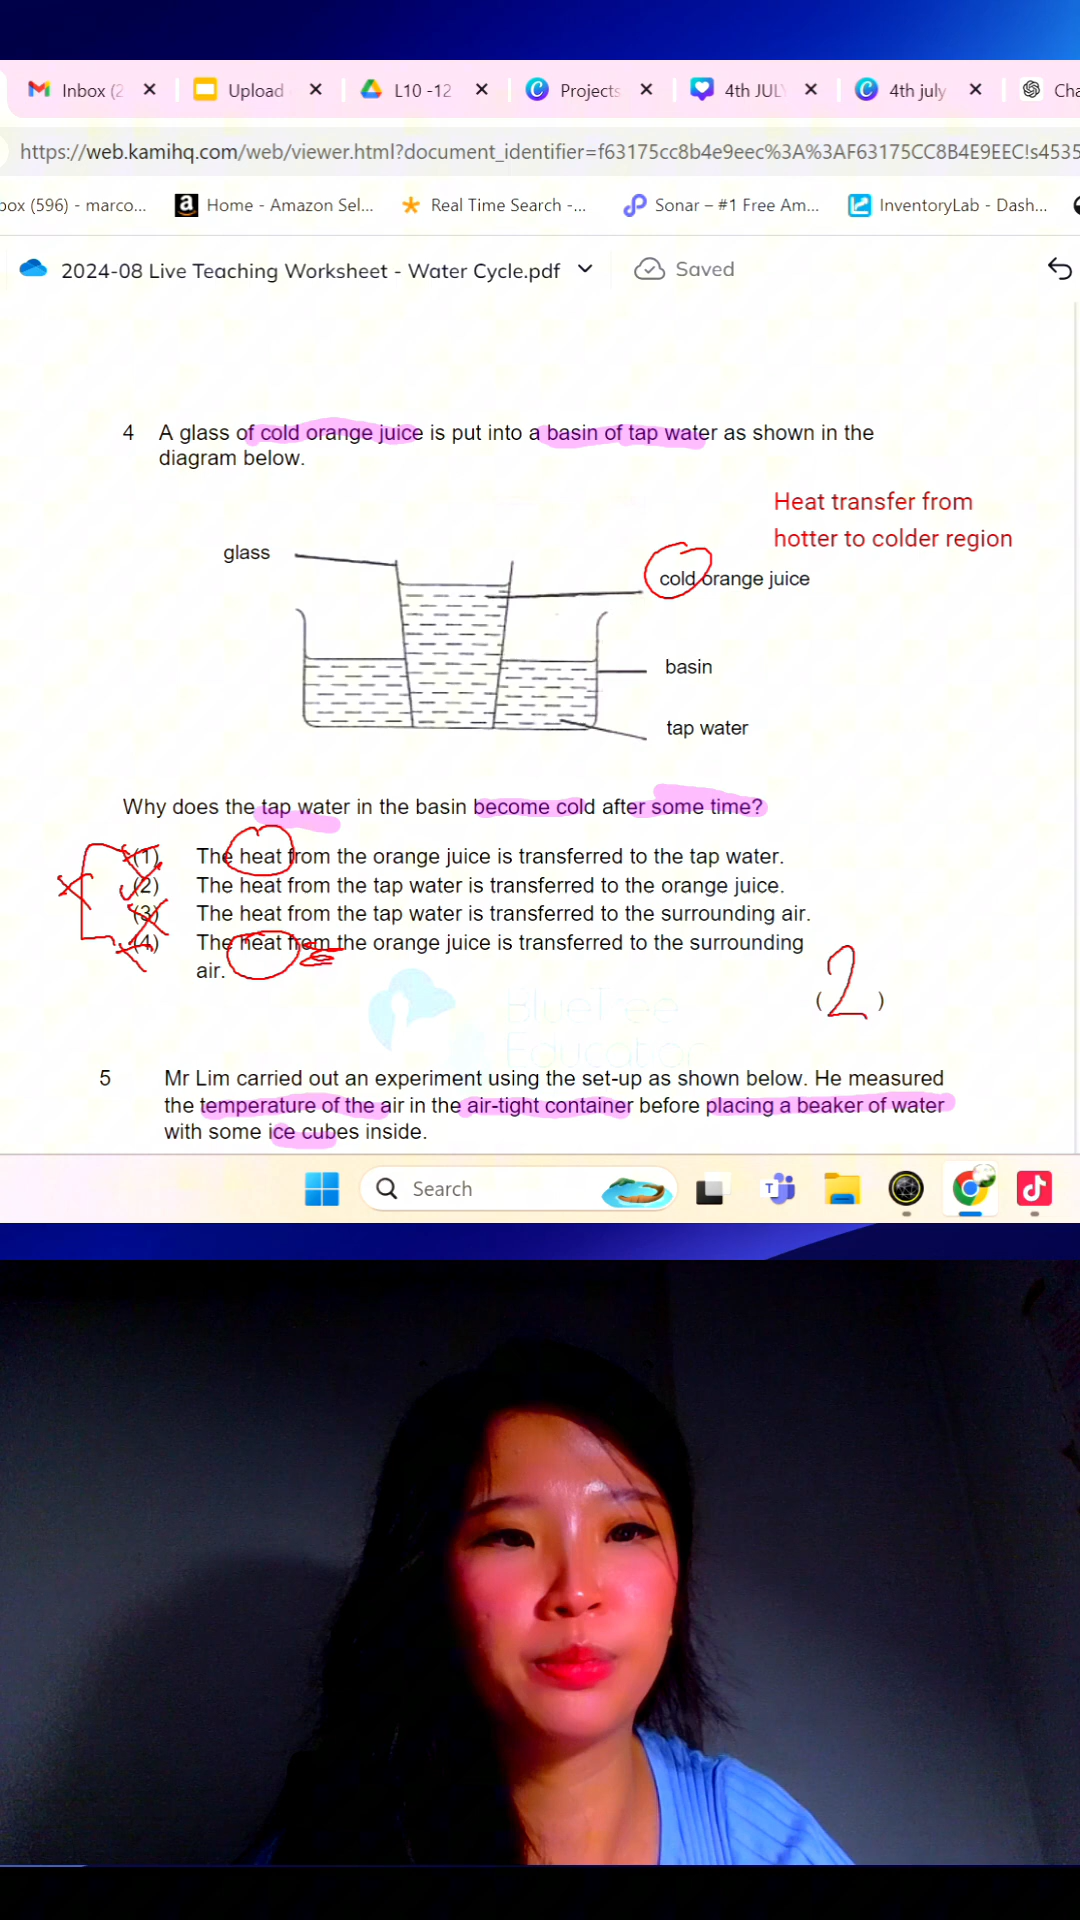 Inbox (2
Upload
L10 -12
Projects
4th JUL
4th july
Cha
https://web.kamihq.com/web/viewer.html?document_identifier=f63175cc8b4e9eec%3A%3AF63175CC8B4E9EEC!s4535
box (596) - marco...
Home - Amazon Sel...
Real Time Search -...
Sonar – #1 Free Am...
InventoryLab - Dash...
2024-08 Live Teaching Worksheet - Water Cycle.pdf
Saved
4 A glass of cold orange juice is put into a basin of tap water as shown in the
diagram below.
Heat transfer from
hotter to colder region
glass
cold orange juice
basin
tap water
Why does the tap water in the basin become cold after some time?
(1) The heat from the orange juice is transferred to the tap water.
(2) The heat from the tap water is transferred to the orange juice.
(3) The heat from the tap water is transferred to the surrounding air.
(4) The heat from the orange juice is transferred to the surrounding
air.
( 2 )
BlueTree
Education
5 Mr Lim carried out an experiment using the set-up as shown below. He measured
the temperature of the air in the air-tight container before placing a beaker of water
with some ice cubes inside.
Search